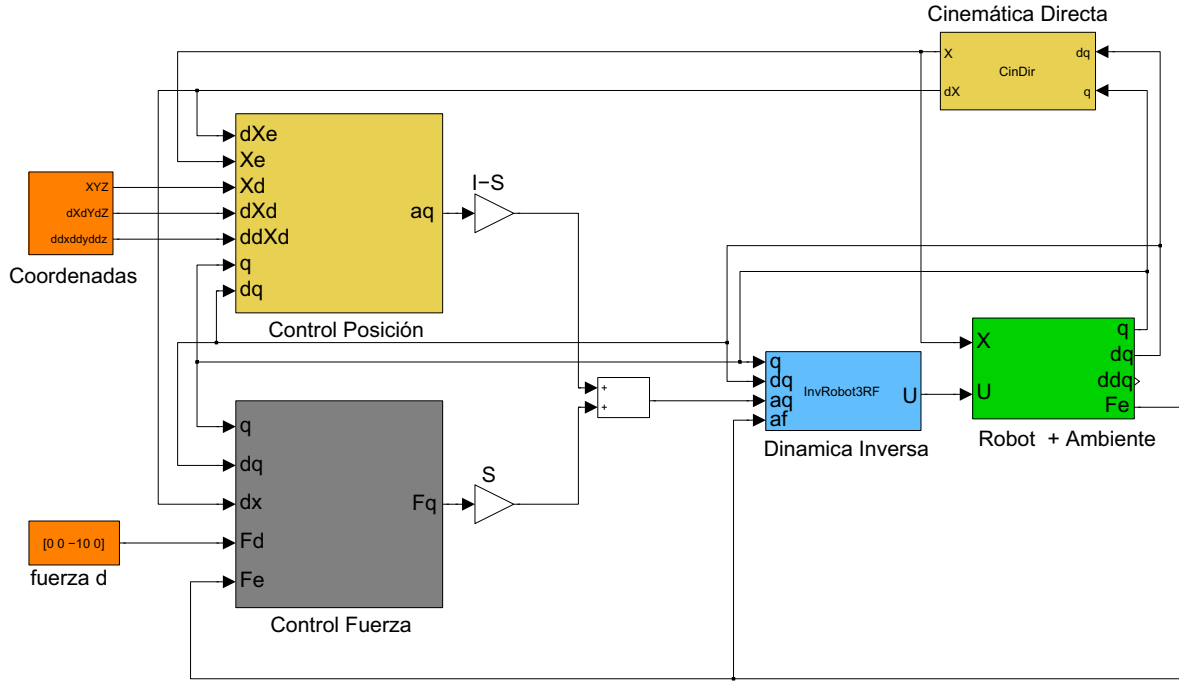 Cinemática Directa
X
dq
CinDir
dX
q
dXe
Xe
XYZ
Xd
I−S
dXdYdZ
dXd
aq
ddxddyddz
ddXd
Coordenadas
q
dq
Control Posición
q
X
dq
q
dq
InvRobot3RF
U
ddq
aq
U
af
Fe
+
+
Dinamica Inversa
Robot + Ambiente
q
dq
S
dx
Fq
[0 0 −10 0]
Fd
fuerza d
Fe
Control Fuerza